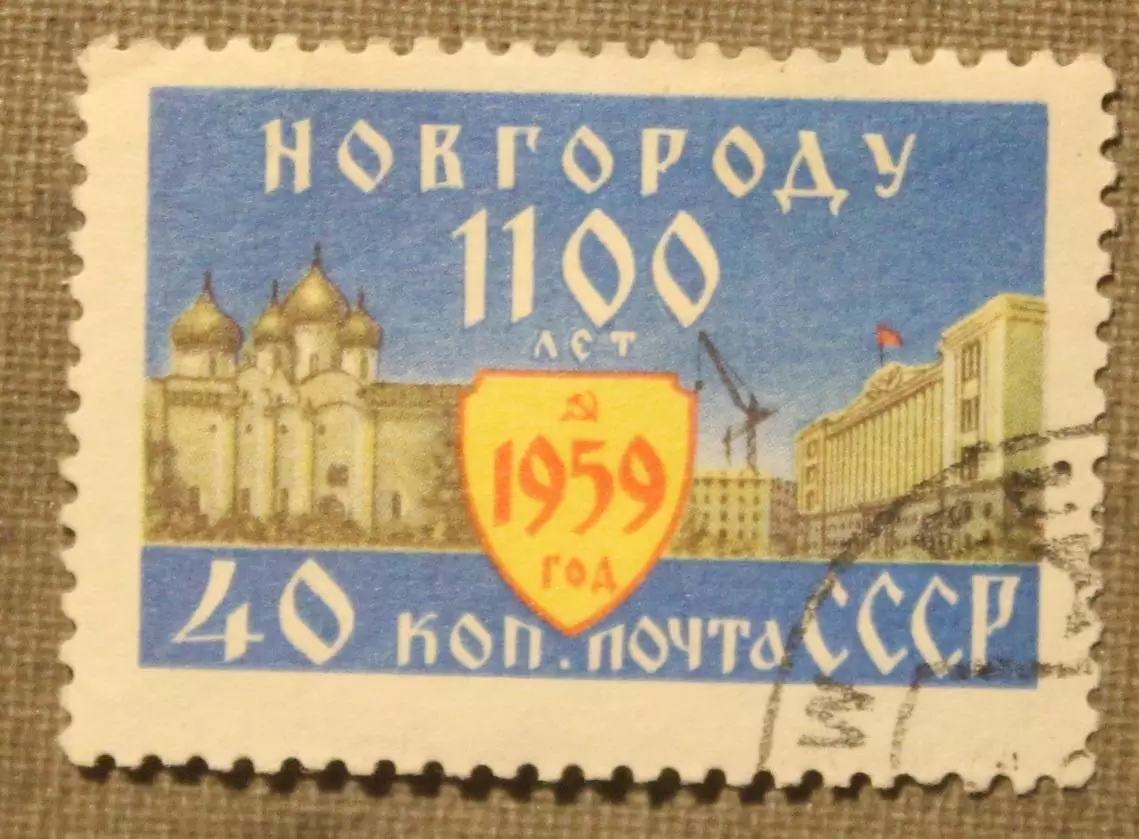 НОВГОРОДУ
1100
ЛЕТ
1959
ГОД
40 КОП. ПОЧТА СССР